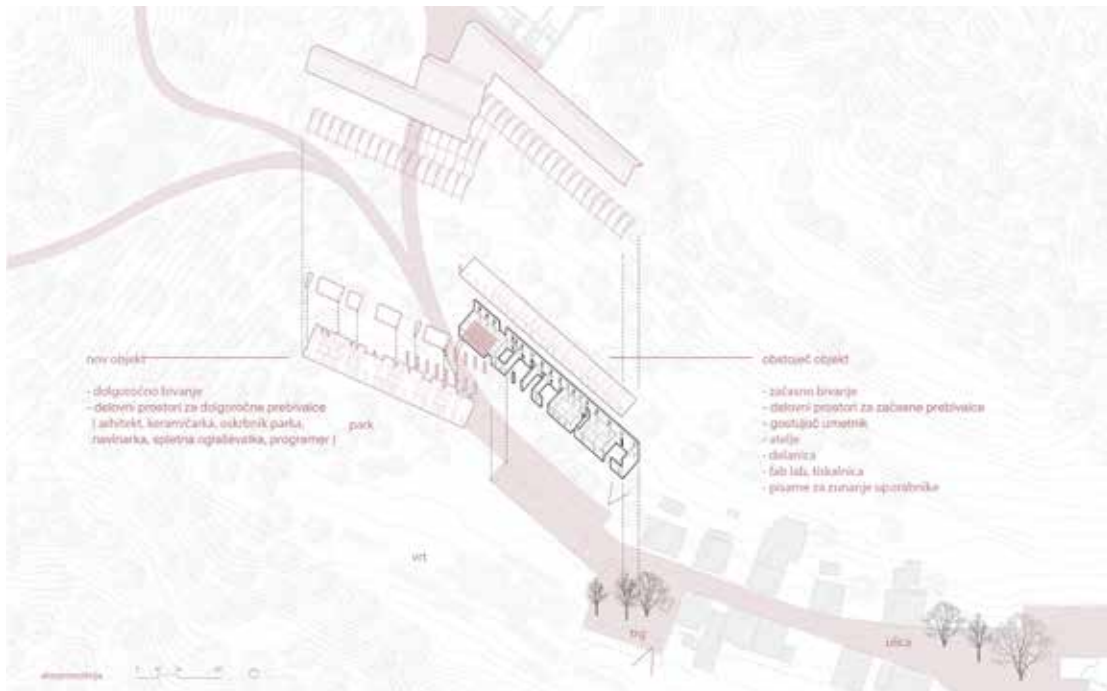 nov objekt
- dolgoročno bivanje
- delovni prostori za dolgoročne prebivalce
( arhitekt, keramičarka, oskrbnik parka,
novinarka, spletna oglaševalka, programer )
park
obstoječ objekt
- začasno bivanje
- delovni prostori za začasne prebivalce
- gostujoč umetnik
- atelje
- delavnica
- fab lab, tiskalnica
- pisarne za zunanje uporabnike
vrt
trg
ulica
aksonometrija